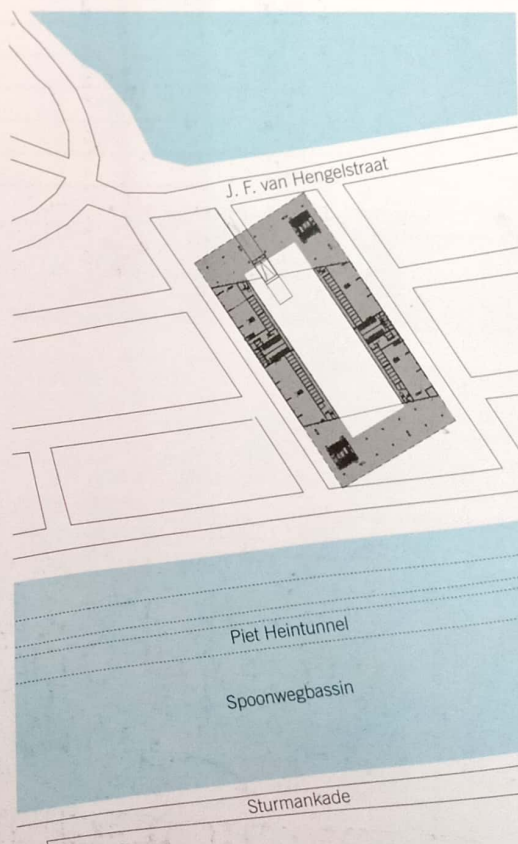 J. F. van Hengelstraat
Piet Heintunnel
Spoonwegbassin
Sturmankade